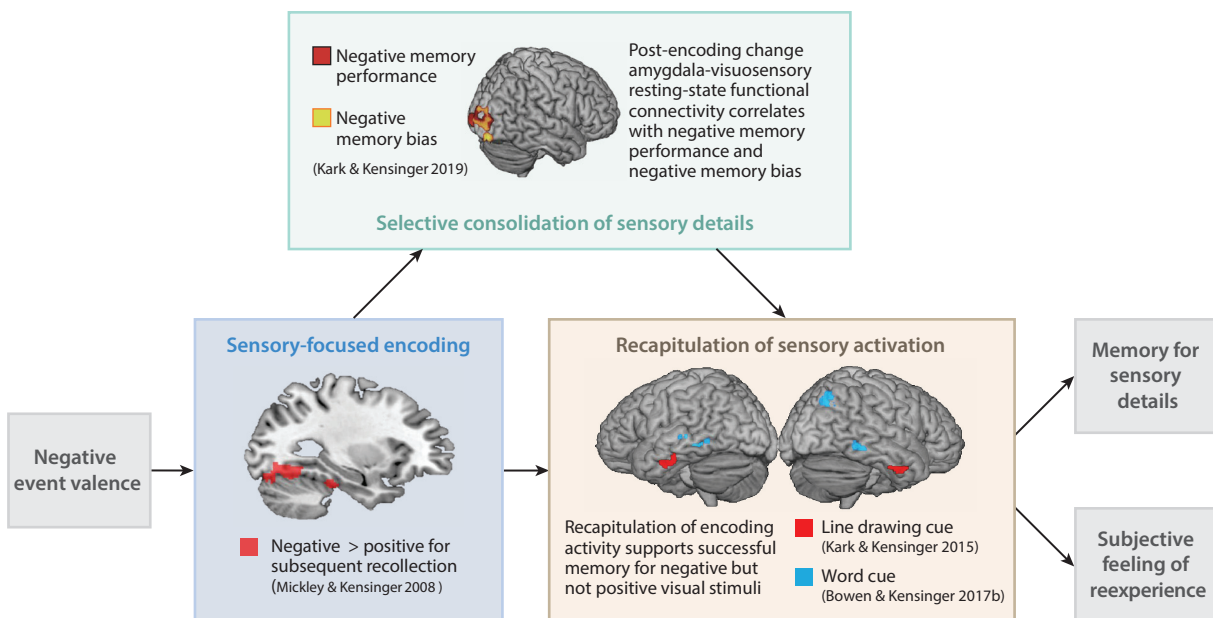 Negative memory
performance
Negative
memory bias
(Kark & Kensinger 2019)
Post-encoding change
amygdala-visuosensory
resting-state functional
connectivity correlates
with negative memory
performance and
negative memory bias
Selective consolidation of sensory details
Negative
event valence
Sensory-focused encoding
Negative > positive for
subsequent recollection
(Mickley & Kensinger 2008)
Recapitulation of sensory activation
Recapitulation of encoding
activity supports successful
memory for negative but
not positive visual stimuli
Line drawing cue
(Kark & Kensinger 2015)
Word cue
(Bowen & Kensinger 2017b)
Memory for
sensory
details
Subjective
feeling of
reexperience